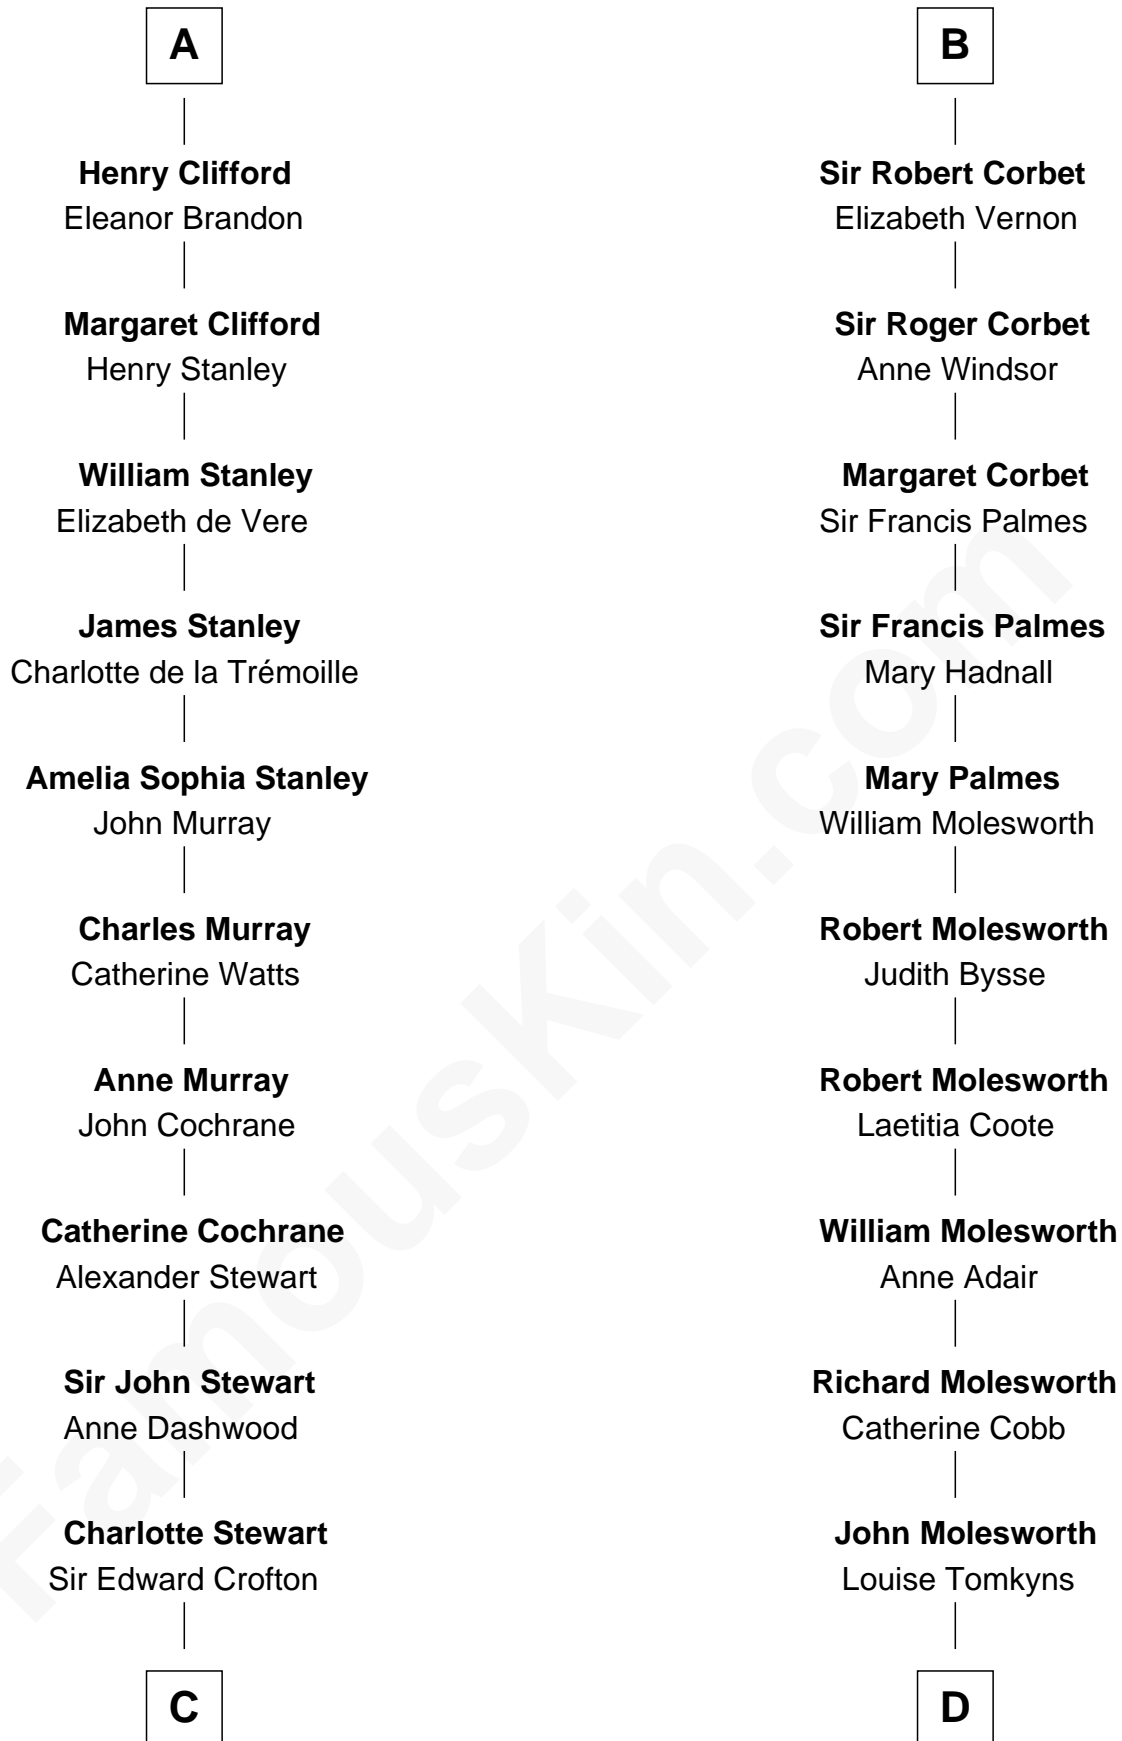 A
Henry Clifford
Eleanor Brandon
Margaret Clifford
Henry Stanley
William Stanley
Elizabeth de Vere
James Stanley
Charlotte de la Trémoille
Amelia Sophia Stanley
John Murray
Charles Murray
Catherine Watts
Anne Murray
John Cochrane
Catherine Cochrane
Alexander Stewart
Sir John Stewart
Anne Dashwood
Charlotte Stewart
Sir Edward Crofton
C
B
Sir Robert Corbet
Elizabeth Vernon
Sir Roger Corbet
Anne Windsor
Margaret Corbet
Sir Francis Palmes
Sir Francis Palmes
Mary Hadnall
Mary Palmes
William Molesworth
Robert Molesworth
Judith Bysse
Robert Molesworth
Laetitia Coote
William Molesworth
Anne Adair
Richard Molesworth
Catherine Cobb
John Molesworth
Louise Tomkyns
D
FamousKin.com